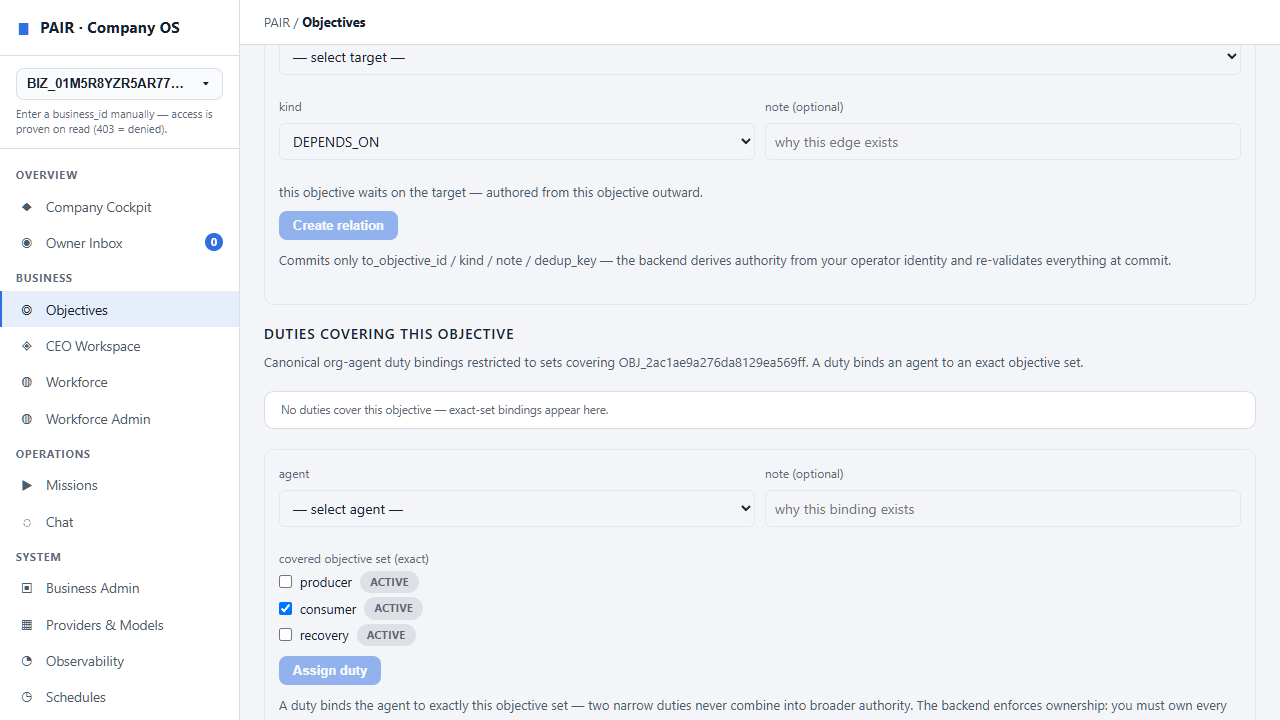 PAIR · Company OS
BIZ_01M5R8YZR5AR77...
Enter a business_id manually — access is
proven on read (403 = denied).
OVERVIEW
Company Cockpit
Owner Inbox 0
BUSINESS
Objectives
CEO Workspace
Workforce
Workforce Admin
OPERATIONS
Missions
Chat
SYSTEM
Business Admin
Providers & Models
Observability
Schedules
PAIR / Objectives
— select target —
kind note (optional)
DEPENDS_ON why this edge exists
this objective waits on the target — authored from this objective outward.
Create relation
Commits only to_objective_id / kind / note / dedup_key — the backend derives authority from your operator identity and re-validates everything at commit.
DUTIES COVERING THIS OBJECTIVE
Canonical org-agent duty bindings restricted to sets covering OBJ_2ac1ae9a276da8129ea569ff. A duty binds an agent to an exact objective set.
No duties cover this objective — exact-set bindings appear here.
agent note (optional)
— select agent — why this binding exists
covered objective set (exact)
producer ACTIVE
consumer ACTIVE
recovery ACTIVE
Assign duty
A duty binds the agent to exactly this objective set — two narrow duties never combine into broader authority. The backend enforces ownership: you must own every